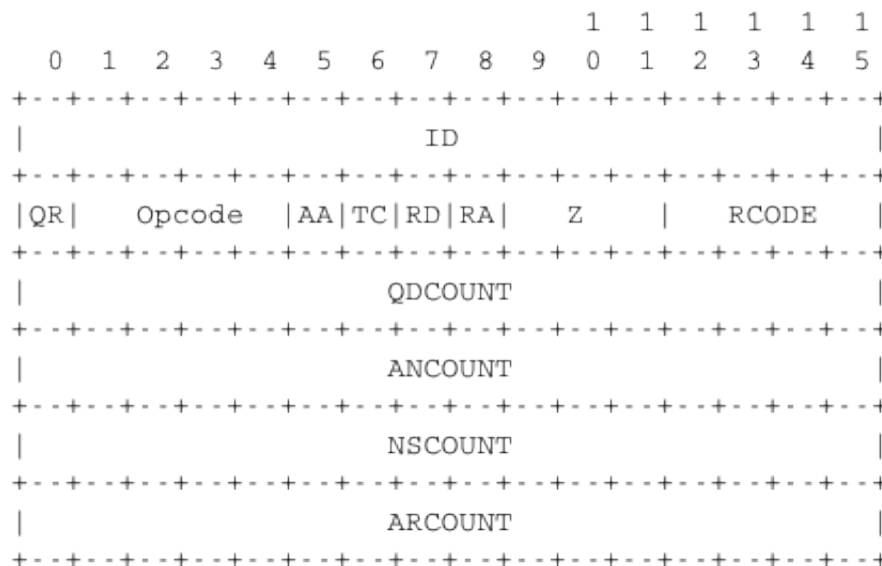 1 1 1 1 1 1
0 1 2 3 4 5 6 7 8 9 0 1 2 3 4 5
+--+--+--+--+--+--+--+--+--+--+--+--+--+--+--+--+
| ID |
+--+--+--+--+--+--+--+--+--+--+--+--+--+--+--+--+
|QR| Opcode |AA|TC|RD|RA| Z | RCODE |
+--+--+--+--+--+--+--+--+--+--+--+--+--+--+--+--+
| QDCOUNT |
+--+--+--+--+--+--+--+--+--+--+--+--+--+--+--+--+
| ANCOUNT |
+--+--+--+--+--+--+--+--+--+--+--+--+--+--+--+--+
| NSCOUNT |
+--+--+--+--+--+--+--+--+--+--+--+--+--+--+--+--+
| ARCOUNT |
+--+--+--+--+--+--+--+--+--+--+--+--+--+--+--+--+